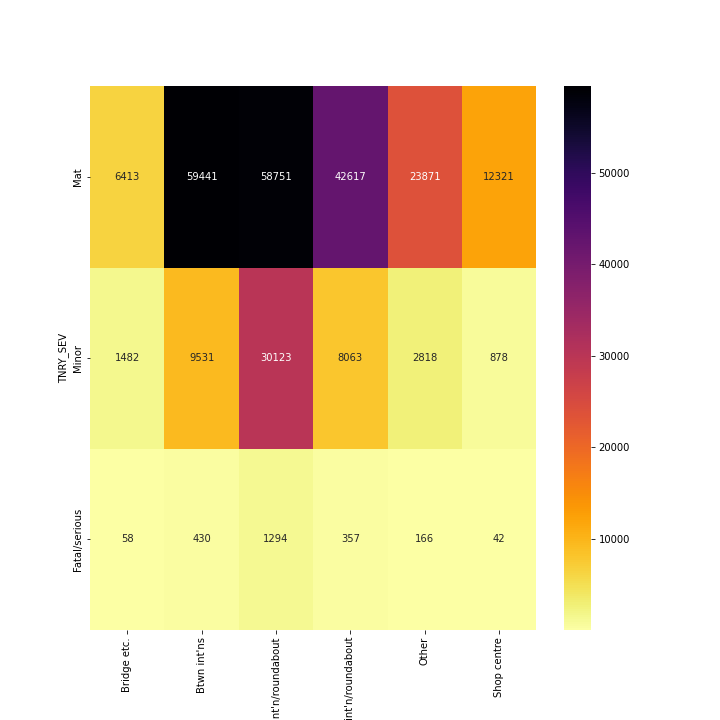 6413 59441 58751 42617 23871 12321
1482 9531 30123 8063 2818 878
58 430 1294 357 166 42
Mat
Minor
Fatal/serious
TNRY_SEV
Bridge etc.
Btwn int'ns
nt'n/roundabout
int'n/roundabout
Other
Shop centre
50000
40000
30000
20000
10000